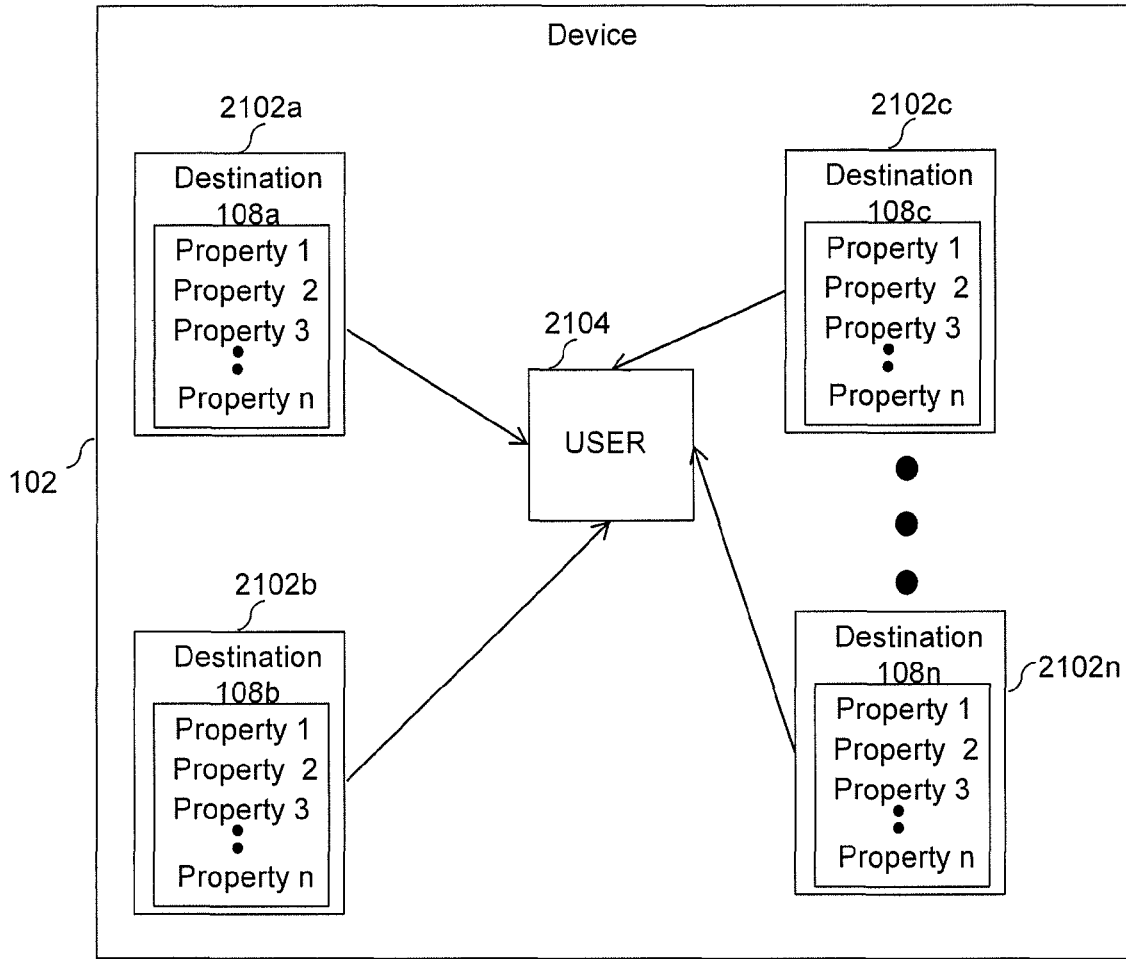 Device
2102a
Destination
108a
Property 1
Property 2
Property 3
Property n
2102c
Destination
108c
Property 1
Property 2
Property 3
Property n
2104
USER
102
2102b
Destination
108b
Property 1
Property 2
Property 3
Property n
2102n
Destination
108n
Property 1
Property 2
Property 3
Property n